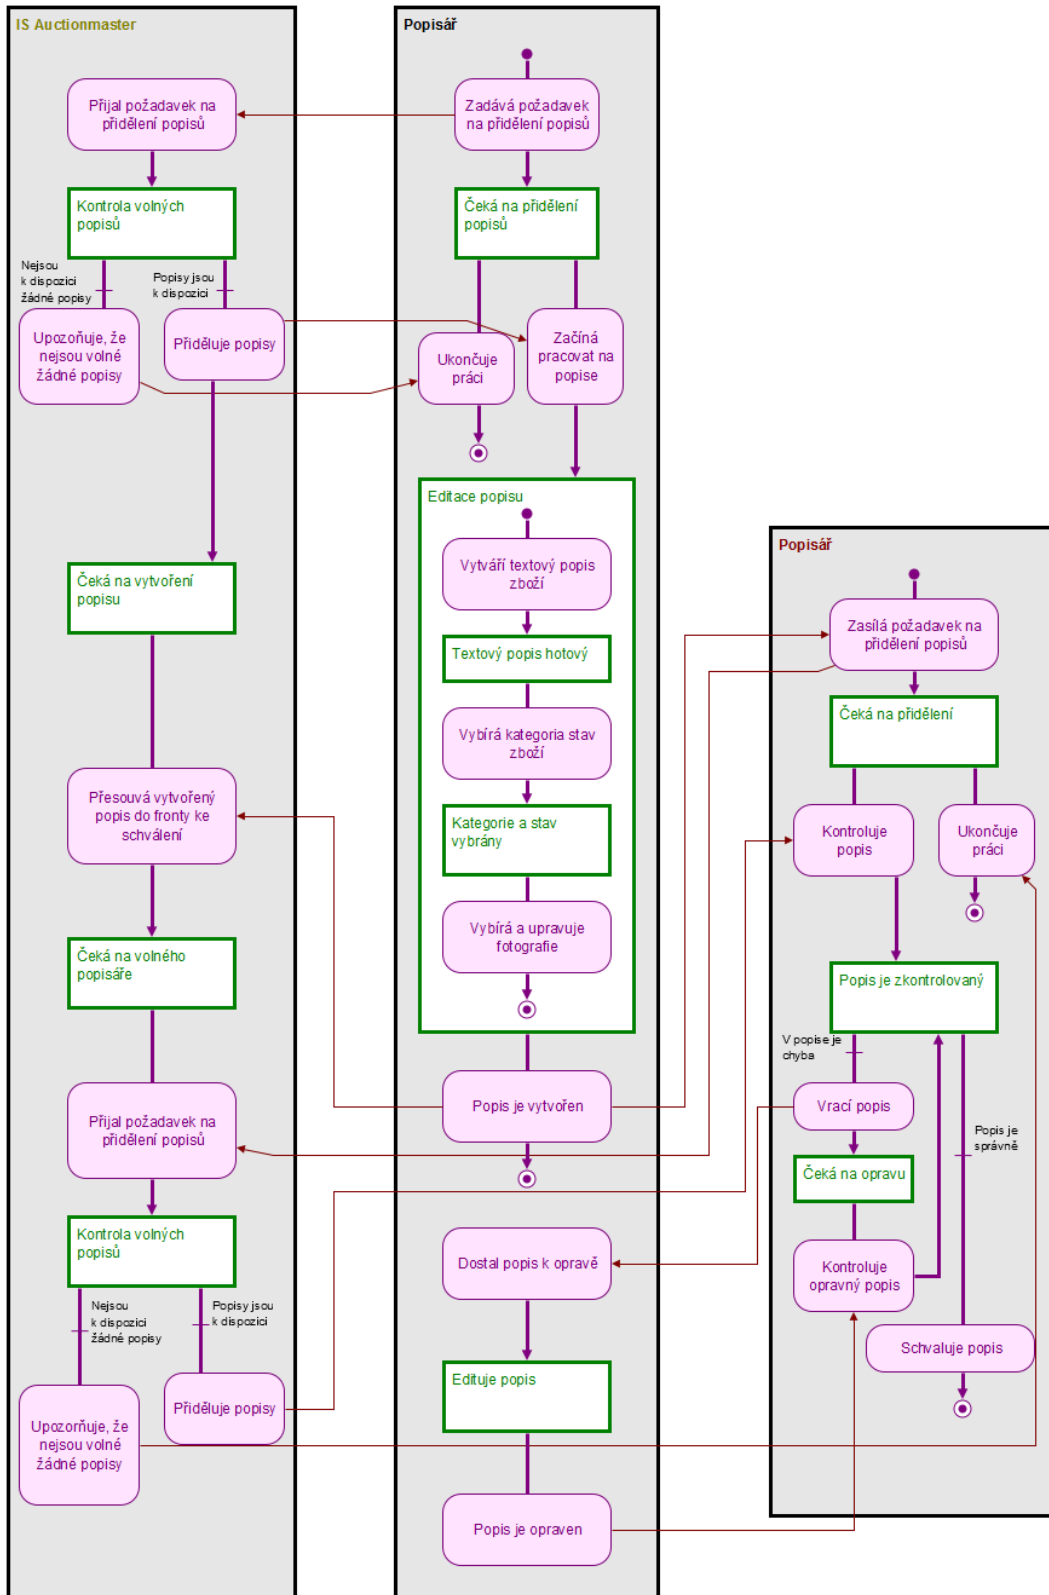 IS Auctionmaster
Přijal požadavek na
přidělení popisů
Kontrola volných
popisů
Nejsou
k dispozici
žádné popisy
Popisy jsou
k dispozici
Upozoňuje, že
nejsou volné
žádné popisy
Přiděluje popisy
Čeká na vytvoření
popisu
Přesouvá vytvořený
popis do fronty ke
schválení
Čeká na volného
popisáře
Přijal požadavek na
přidělení popisů
Kontrola volných
popisů
Nejsou
k dispozici
žádné popisy
Popisy jsou
k dispozici
Upozorňuje, že
nejsou volné
žádné popisy
Přiděluje popisy
Popisář
Zadává požadavek
na přidělení popisů
Čeká na přidělení
popisů
Ukončuje
práci
Začíná
pracovat na
popise
Editace popisu
Vytváří textový popis
zboží
Textový popis hotový
Vybírá kategoria stav
zboží
Kategorie a stav
vybrány
Vybírá a upravuje
fotografie
Popis je vytvořen
Dostal popis k opravě
Edituje popis
Popis je opraven
Popisář
Zasílá požadavek na
přidělení popisů
Čeká na přidělení
Kontroluje
popis
Ukončuje
práci
Popis je zkontrolovaný
V popise je
chyba
Vrací popis
Popis je
správně
Čeká na opravu
Kontroluje
opravný popis
Schvaluje popis